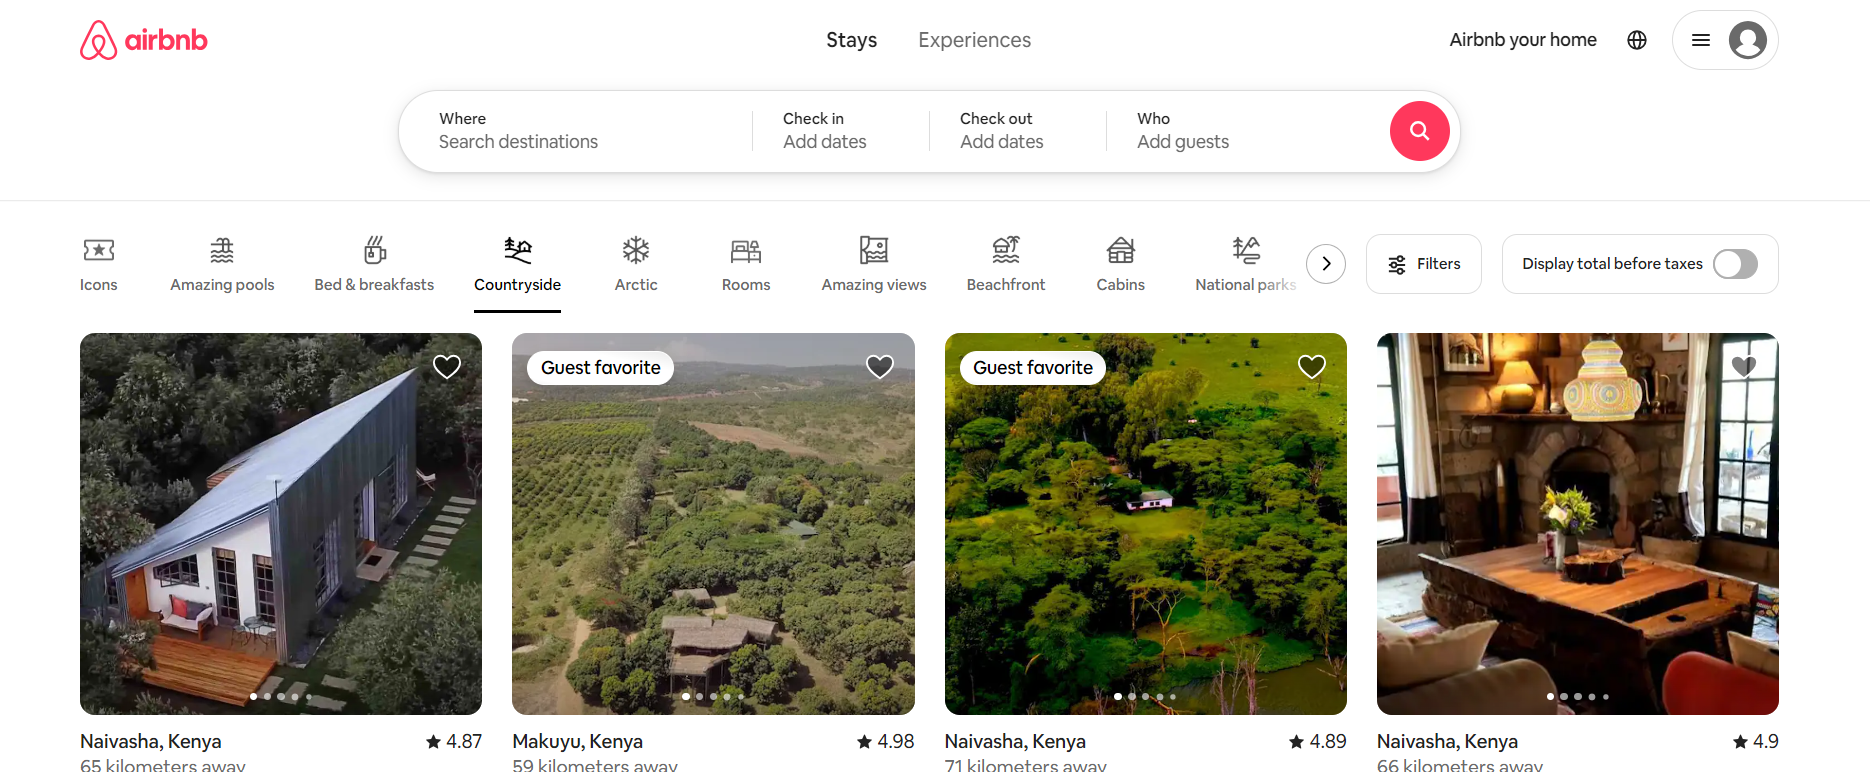 airbnb
Stays
Experiences
Airbnb your home
Where
Search destinations
Check in
Add dates
Check out
Add dates
Who
Add guests
Icons
Amazing pools
Bed & breakfasts
Countryside
Arctic
Rooms
Amazing views
Beachfront
Cabins
National parks
Filters
Display total before taxes
Guest favorite
Guest favorite
Naivasha, Kenya
4.87
65 kilometers away
Makuyu, Kenya
4.98
59 kilometers away
Naivasha, Kenya
4.89
71 kilometers away
Naivasha, Kenya
4.9
66 kilometers away